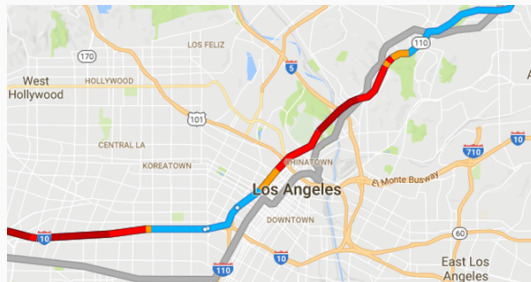 LOS FELIZ
110
170
5
West
Hollywood
HOLLYWOOD
101
CENTRAL LA
10
710
KOREATOWN
CHINATOWN
El Monte Busway
Los Angeles
DOWNTOWN
60
10
110
10
East Los
Angeles